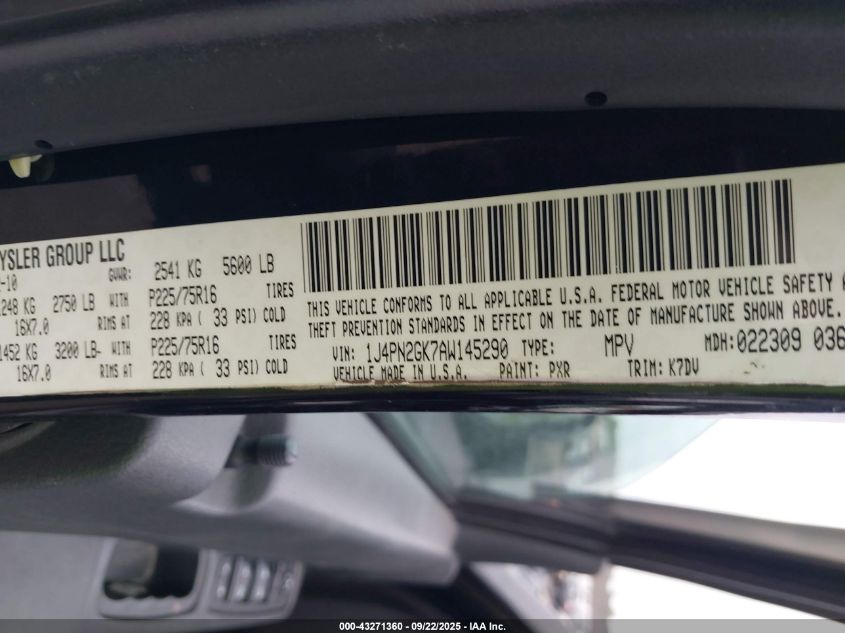 YSLER GROUP LLC
-10 GVWR: 2541 KG 5600 LB
1248 KG 2750 LB WITH P225/75R16 TIRES
16X7.0 RIMS AT 228 KPA ( 33 PSI) COLD
1452 KG 3200 LB- WITH P225/75R16 TIRES
16X7.0 RIMS AT 228 KPA ( 33 PSI) COLD
THIS VEHICLE CONFORMS TO ALL APPLICABLE U.S.A. FEDERAL MOTOR VEHICLE SAFETY A
THEFT PREVENTION STANDARDS IN EFFECT ON THE DATE OF MANUFACTURE SHOWN ABOVE.
VIN: 1J4PN2GK7AW145290 TYPE: MPV MDH: 022309 036
VEHICLE MADE IN U.S.A. PAINT: PXR TRIM: K7DV
000-43271360 - 09/22/2025 - IAA Inc.